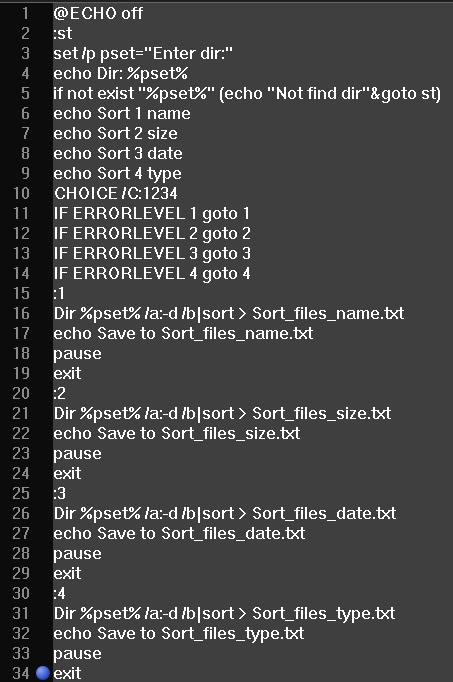 1 @ECHO off
2 :st
3 set /p pset="Enter dir:"
4 echo Dir: %pset%
5 if not exist "%pset%" (echo "Not find dir"&goto st)
6 echo Sort 1 name
7 echo Sort 2 size
8 echo Sort 3 date
9 echo Sort 4 type
10 CHOICE /C:1234
11 IF ERRORLEVEL 1 goto 1
12 IF ERRORLEVEL 2 goto 2
13 IF ERRORLEVEL 3 goto 3
14 IF ERRORLEVEL 4 goto 4
15 :1
16 Dir %pset% /a:-d /b|sort > Sort_files_name.txt
17 echo Save to Sort_files_name.txt
18 pause
19 exit
20 :2
21 Dir %pset% /a:-d /b|sort > Sort_files_size.txt
22 echo Save to Sort_files_size.txt
23 pause
24 exit
25 :3
26 Dir %pset% /a:-d /b|sort > Sort_files_date.txt
27 echo Save to Sort_files_date.txt
28 pause
29 exit
30 :4
31 Dir %pset% /a:-d /b|sort > Sort_files_type.txt
32 echo Save to Sort_files_type.txt
33 pause
34 exit